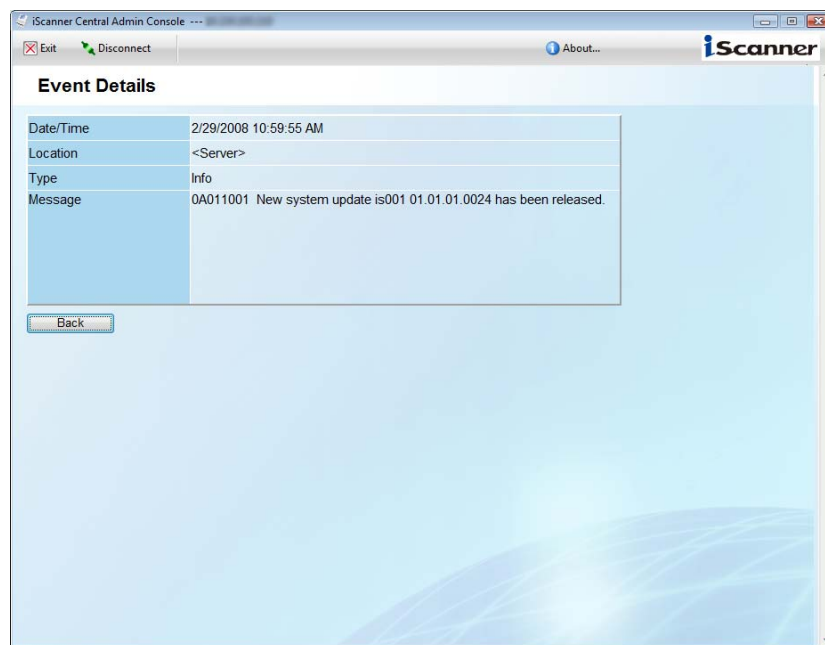 iScanner Central Admin Console ---
Exit Disconnect About... iScanner
Event Details
Date/Time 2/29/2008 10:59:55 AM
Location <Server>
Type Info
Message 0A011001 New system update is001 01.01.01.0024 has been released.
Back